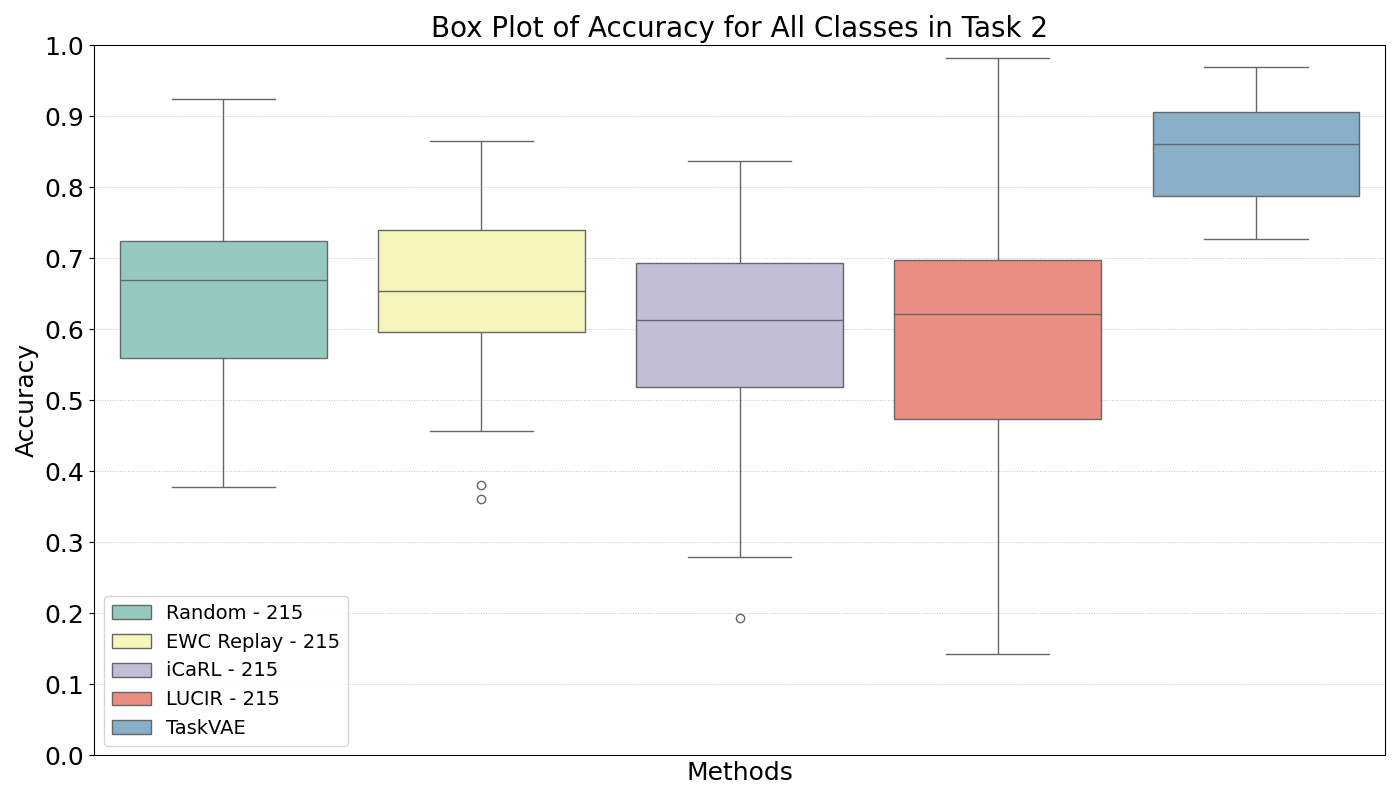 Box Plot of Accuracy for All Classes in Task 2
1.0
0.9
0.8
0.7
0.6
0.5
0.4
0.3
0.2
0.1
0.0
Accuracy
Random - 215
EWC Replay - 215
iCaRL - 215
LUCIR - 215
TaskVAE
Methods